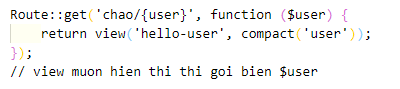 Route::get('chao/{user}', function ($user) {
    return view('hello-user', compact('user'));
});
// view muon hien thi thi goi bien $user